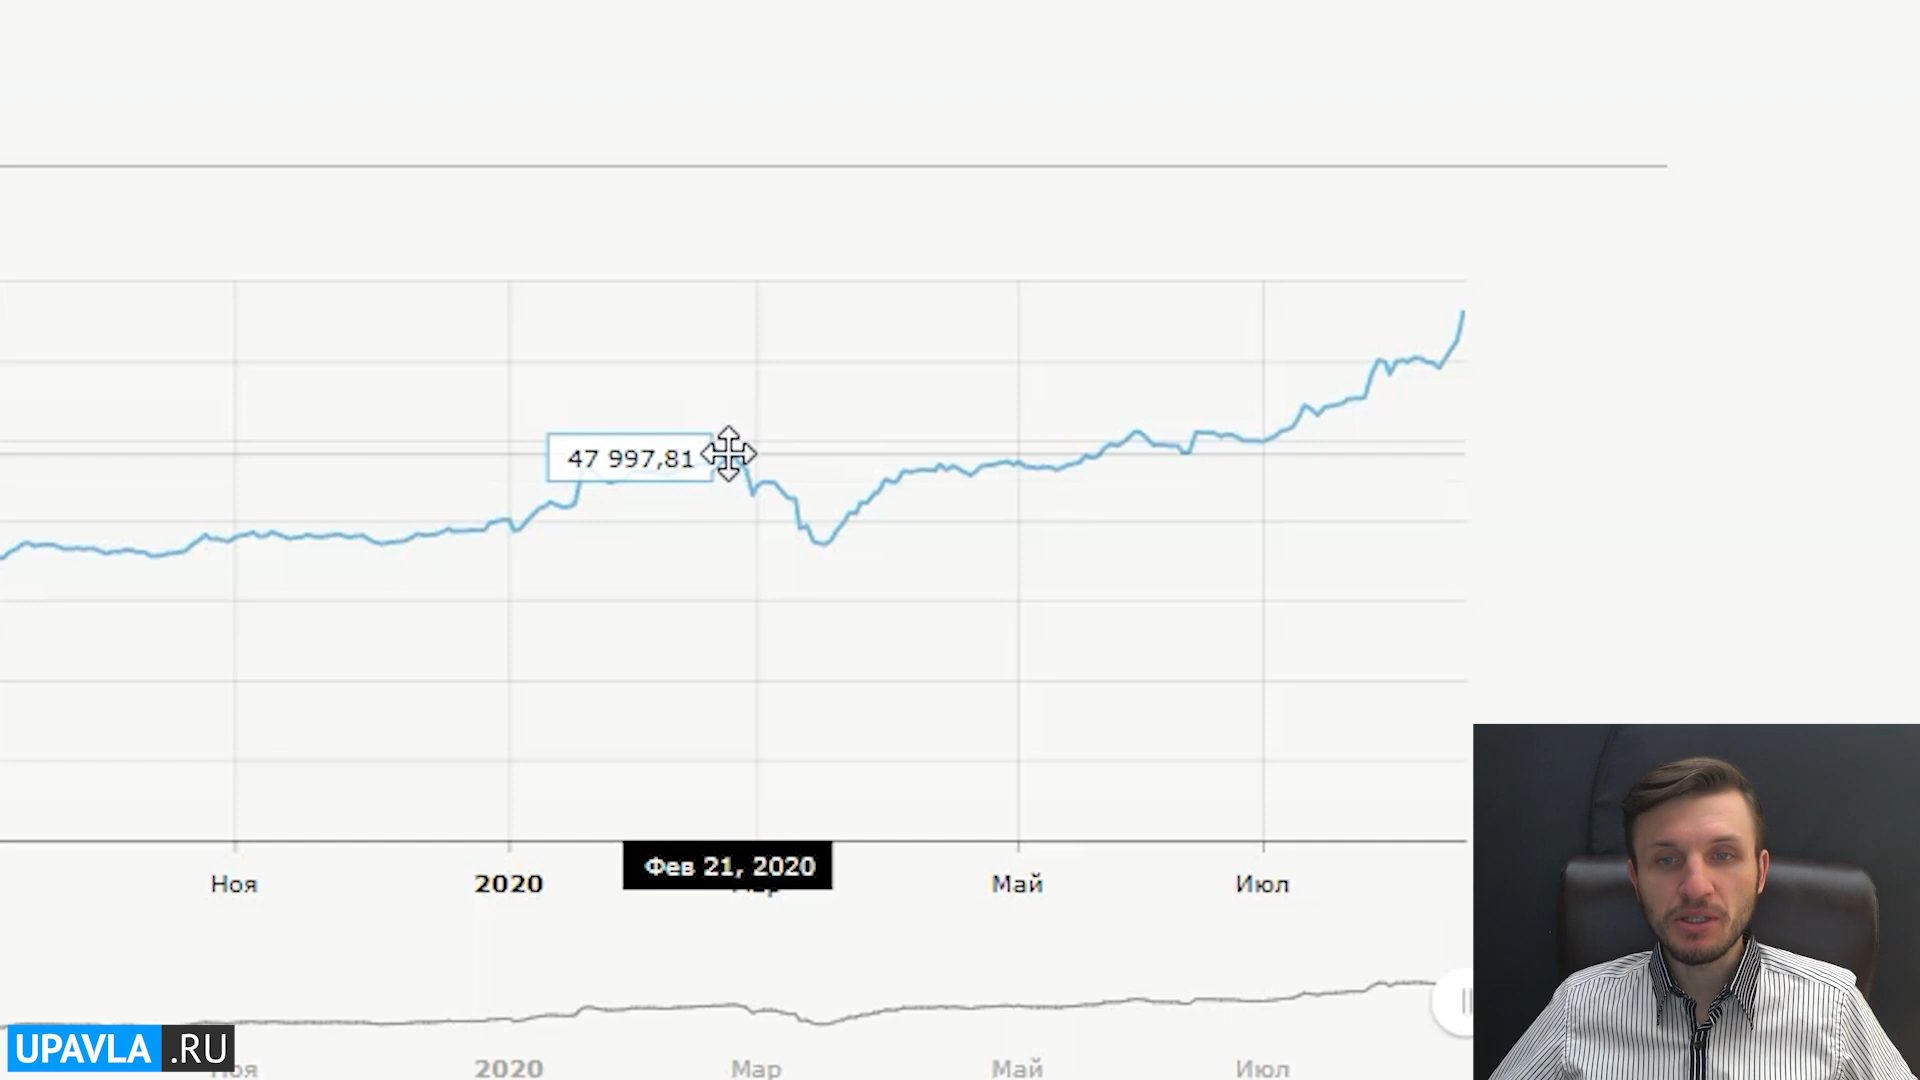 47 997,81
Фев 21, 2020
Ноя
2020
Май
Июл
UPAVLA .RU
2020
Мар
Май
Июл